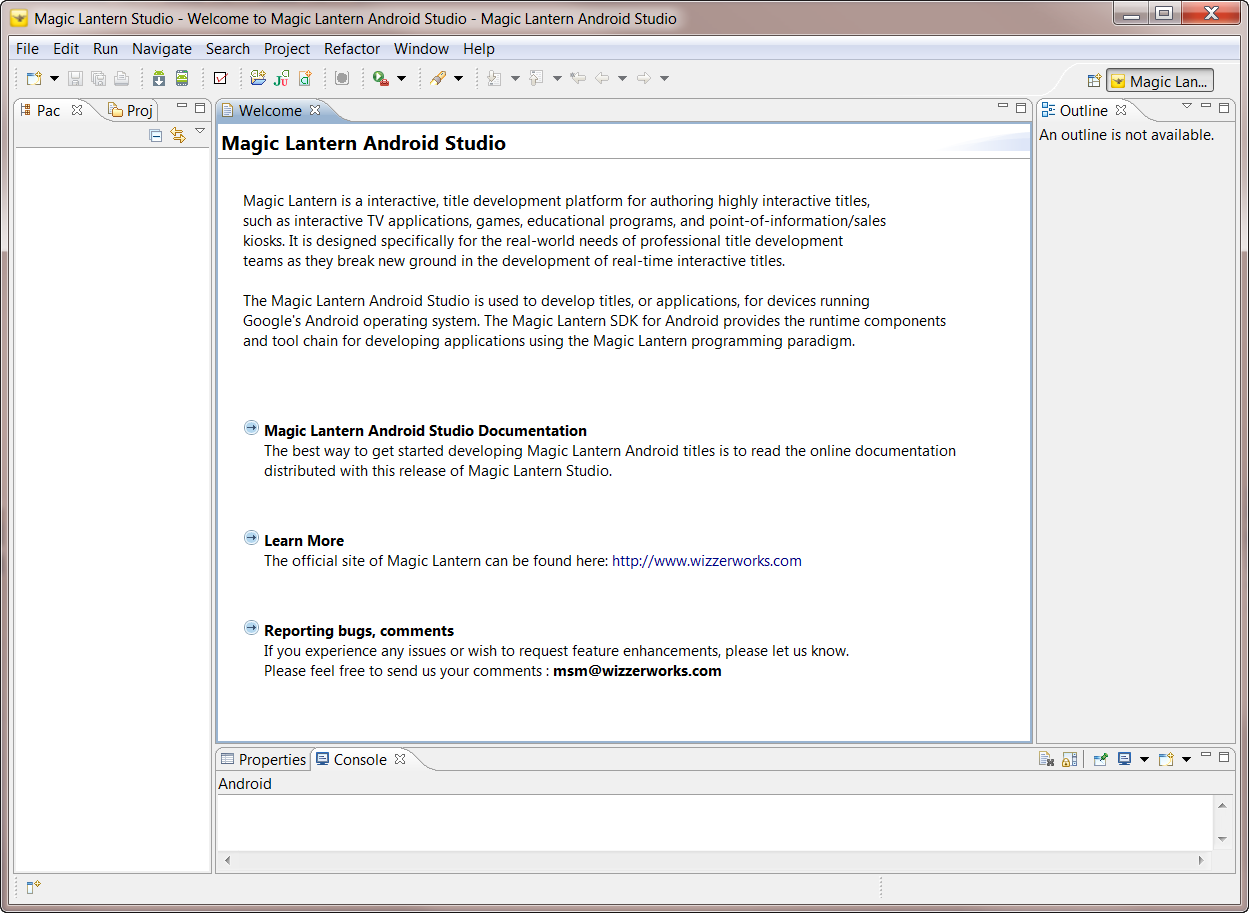 Magic Lantern Studio - Welcome to Magic Lantern Android Studio - Magic Lantern Android Studio
File Edit Run Navigate Search Project Refactor Window Help
Magic Lan...
Pac
Proj
Welcome
Outline
An outline is not available.
Magic Lantern Android Studio
Magic Lantern is a interactive, title development platform for authoring highly interactive titles,
such as interactive TV applications, games, educational programs, and point-of-information/sales
kiosks. It is designed specifically for the real-world needs of professional title development
teams as they break new ground in the development of real-time interactive titles.
The Magic Lantern Android Studio is used to develop titles, or applications, for devices running
Google's Android operating system. The Magic Lantern SDK for Android provides the runtime components
and tool chain for developing applications using the Magic Lantern programming paradigm.
Magic Lantern Android Studio Documentation
The best way to get started developing Magic Lantern Android titles is to read the online documentation
distributed with this release of Magic Lantern Studio.
Learn More
The official site of Magic Lantern can be found here: http://www.wizzerworks.com
Reporting bugs, comments
If you experience any issues or wish to request feature enhancements, please let us know.
Please feel free to send us your comments : msm@wizzerworks.com
Properties
Console
Android